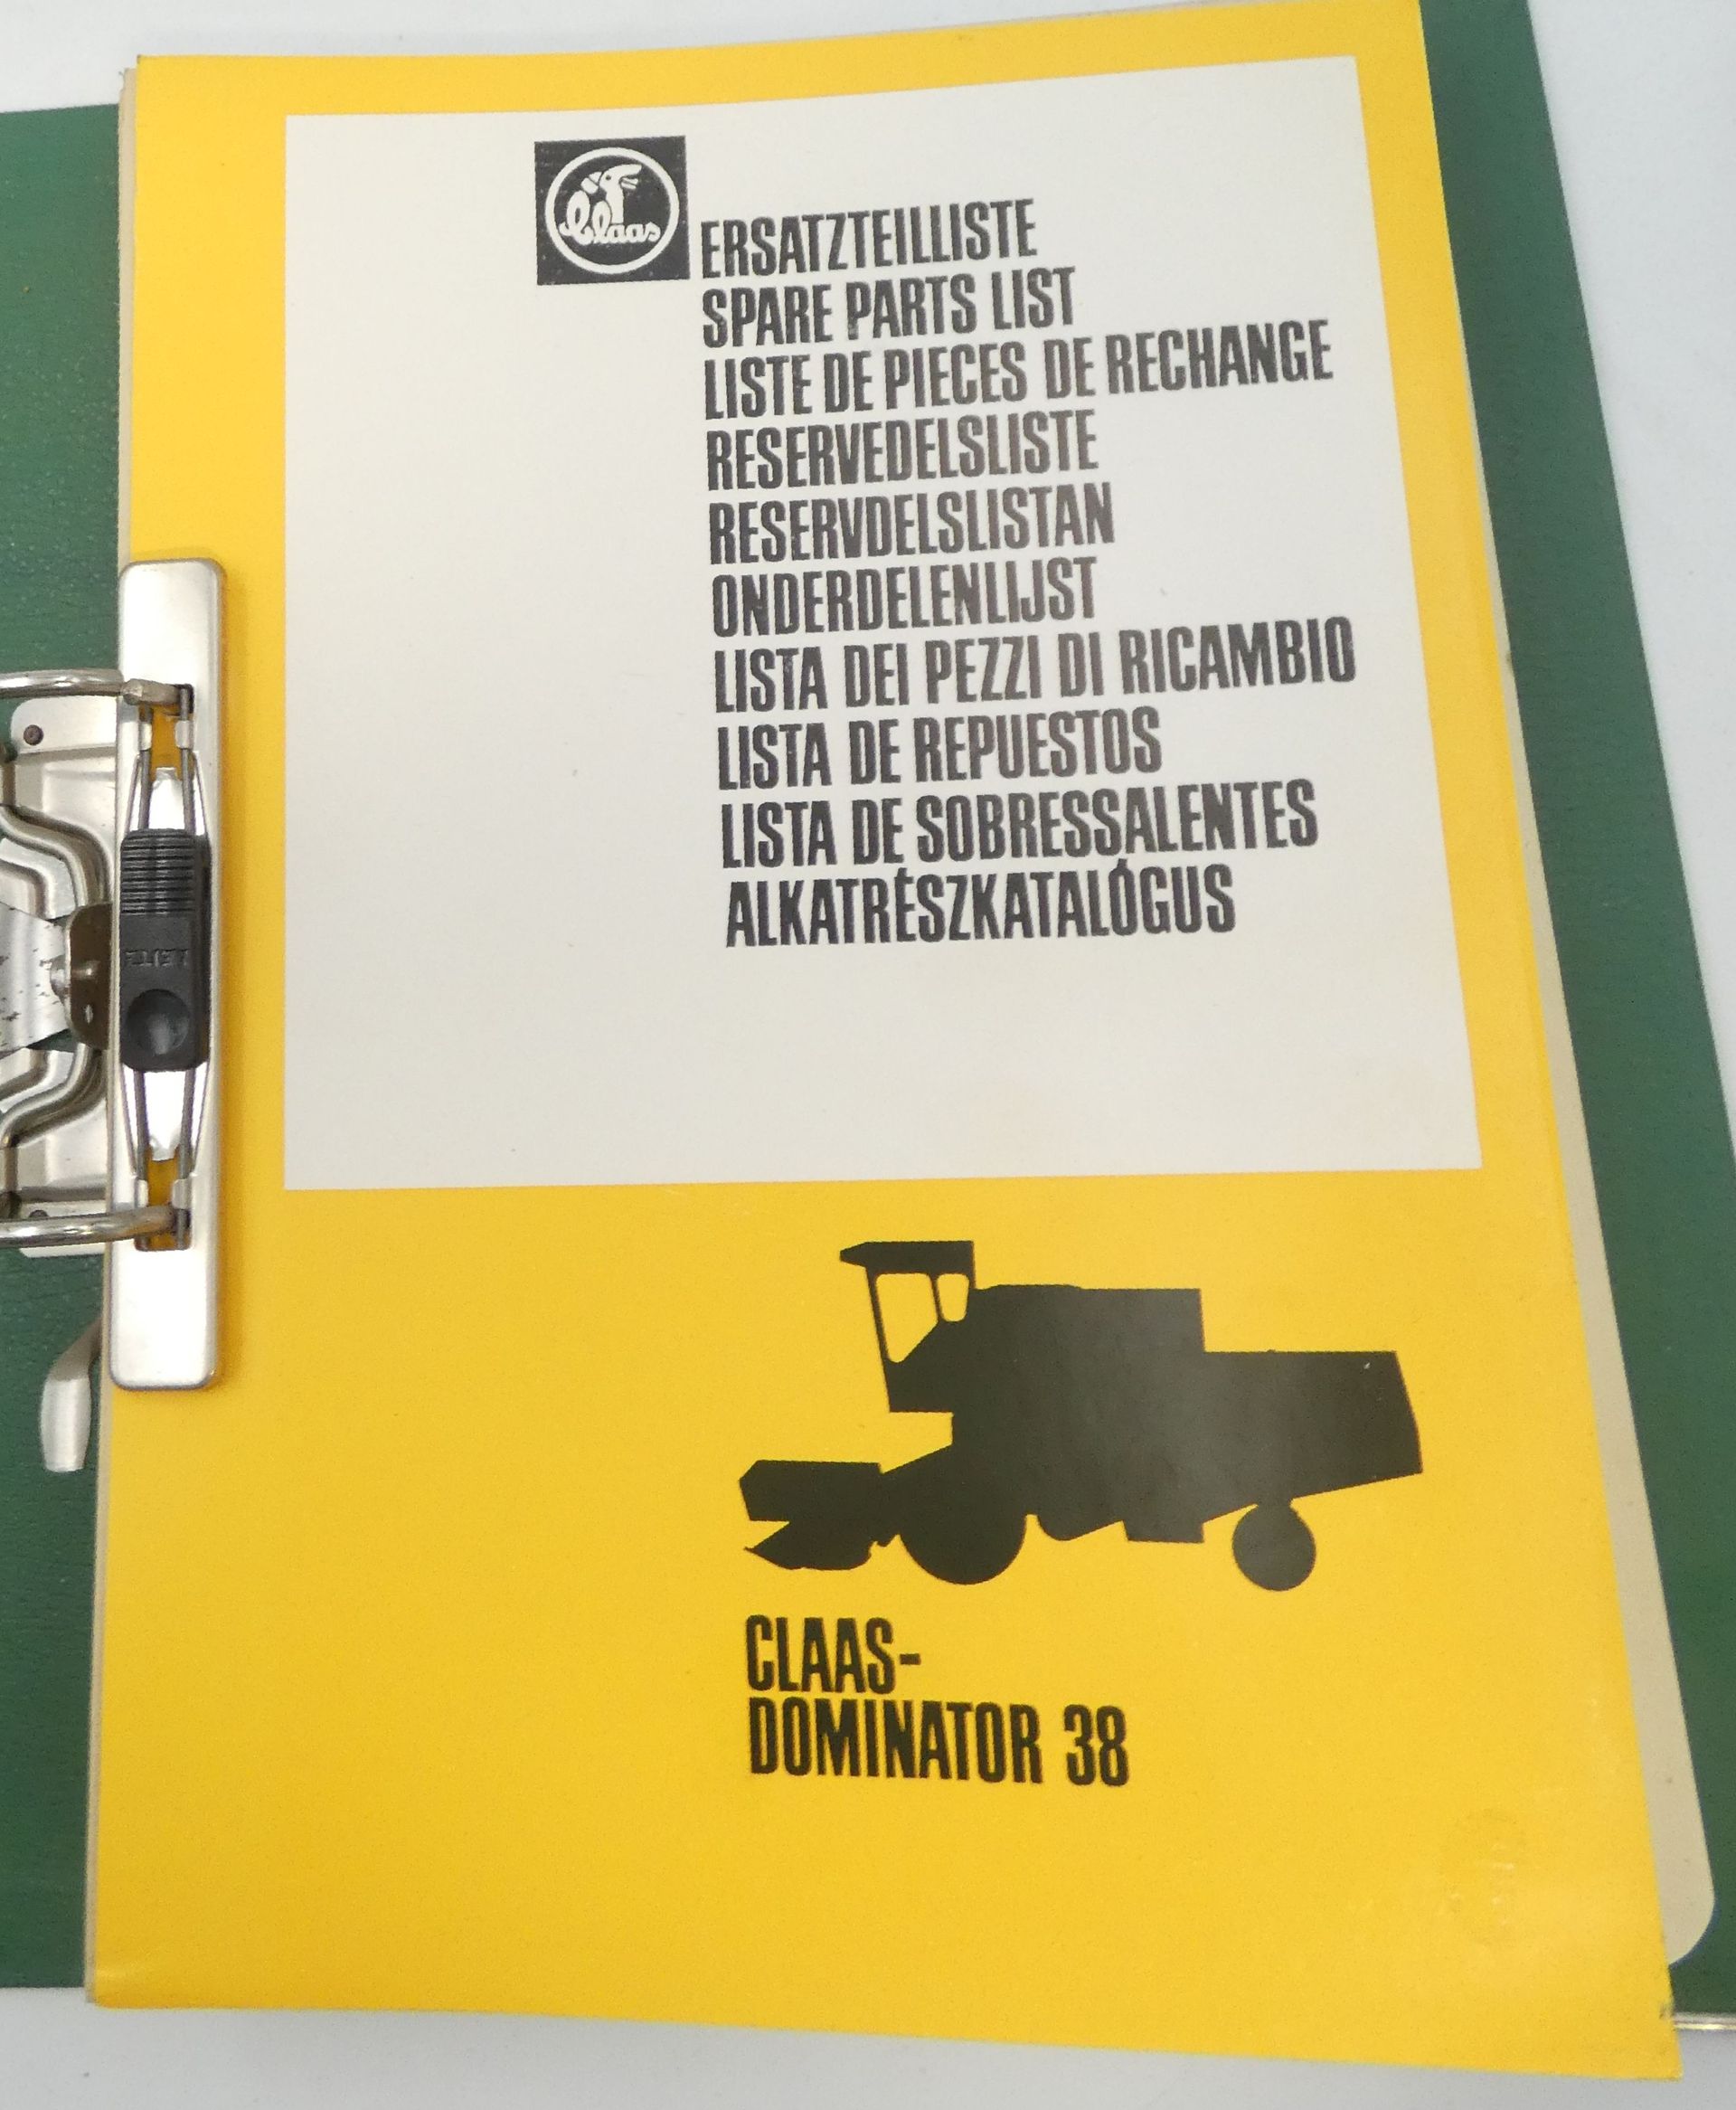 Claas
ERSATZTEILLISTE
SPARE PARTS LIST
LISTE DE PIECES DE RECHANGE
RESERVEDELSLISTE
RESERVDELSLISTAN
ONDERDELENLIJST
LISTA DEI PEZZI DI RICAMBIO
LISTA DE REPUESTOS
LISTA DE SOBRESSALENTES
ALKATRÉSZKATALÓGUS
CLAAS-
DOMINATOR 38